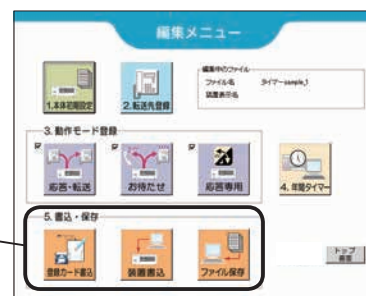 編集メニュー
編集中のファイル
ファイル名 タイマーsample_1
装置表示名
1.本体初期設定
2.転送先登録
3. 動作モード登録
応答・転送
お待たせ
応答専用
4. 年間タイマー
5. 書込・保存
登録カード書込
装置書込
ファイル保存
トップ
画面